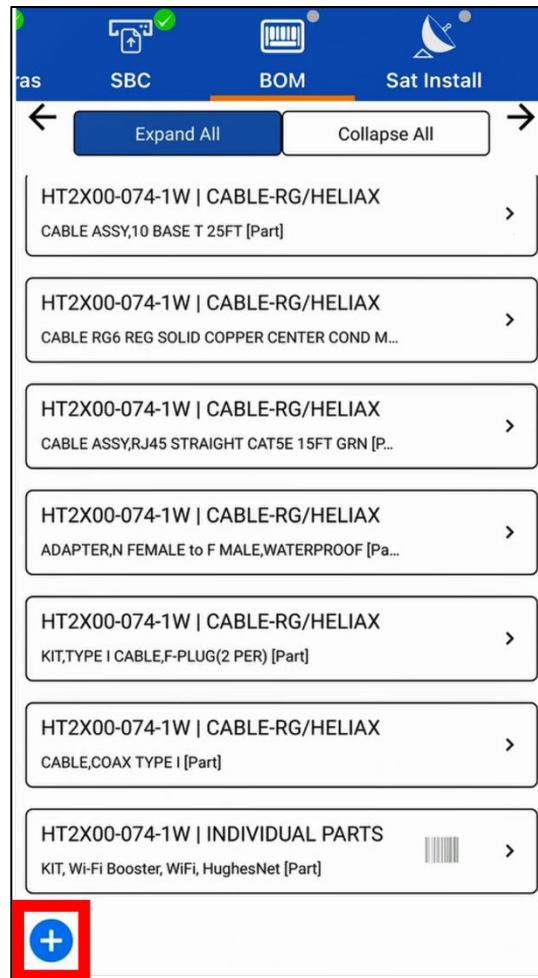 ras SBC BOM Sat Install
Expand All Collapse All
HT2X00-074-1W | CABLE-RG/HELIAX
CABLE ASSY,10 BASE T 25FT [Part]
HT2X00-074-1W | CABLE-RG/HELIAX
CABLE RG6 REG SOLID COPPER CENTER COND M...
HT2X00-074-1W | CABLE-RG/HELIAX
CABLE ASSY,RJ45 STRAIGHT CAT5E 15FT GRN [P...
HT2X00-074-1W | CABLE-RG/HELIAX
ADAPTER,N FEMALE to F MALE,WATERPROOF [Pa...
HT2X00-074-1W | CABLE-RG/HELIAX
KIT,TYPE I CABLE,F-PLUG(2 PER) [Part]
HT2X00-074-1W | CABLE-RG/HELIAX
CABLE,COAX TYPE I [Part]
HT2X00-074-1W | INDIVIDUAL PARTS
KIT, Wi-Fi Booster, WiFi, HughesNet [Part]